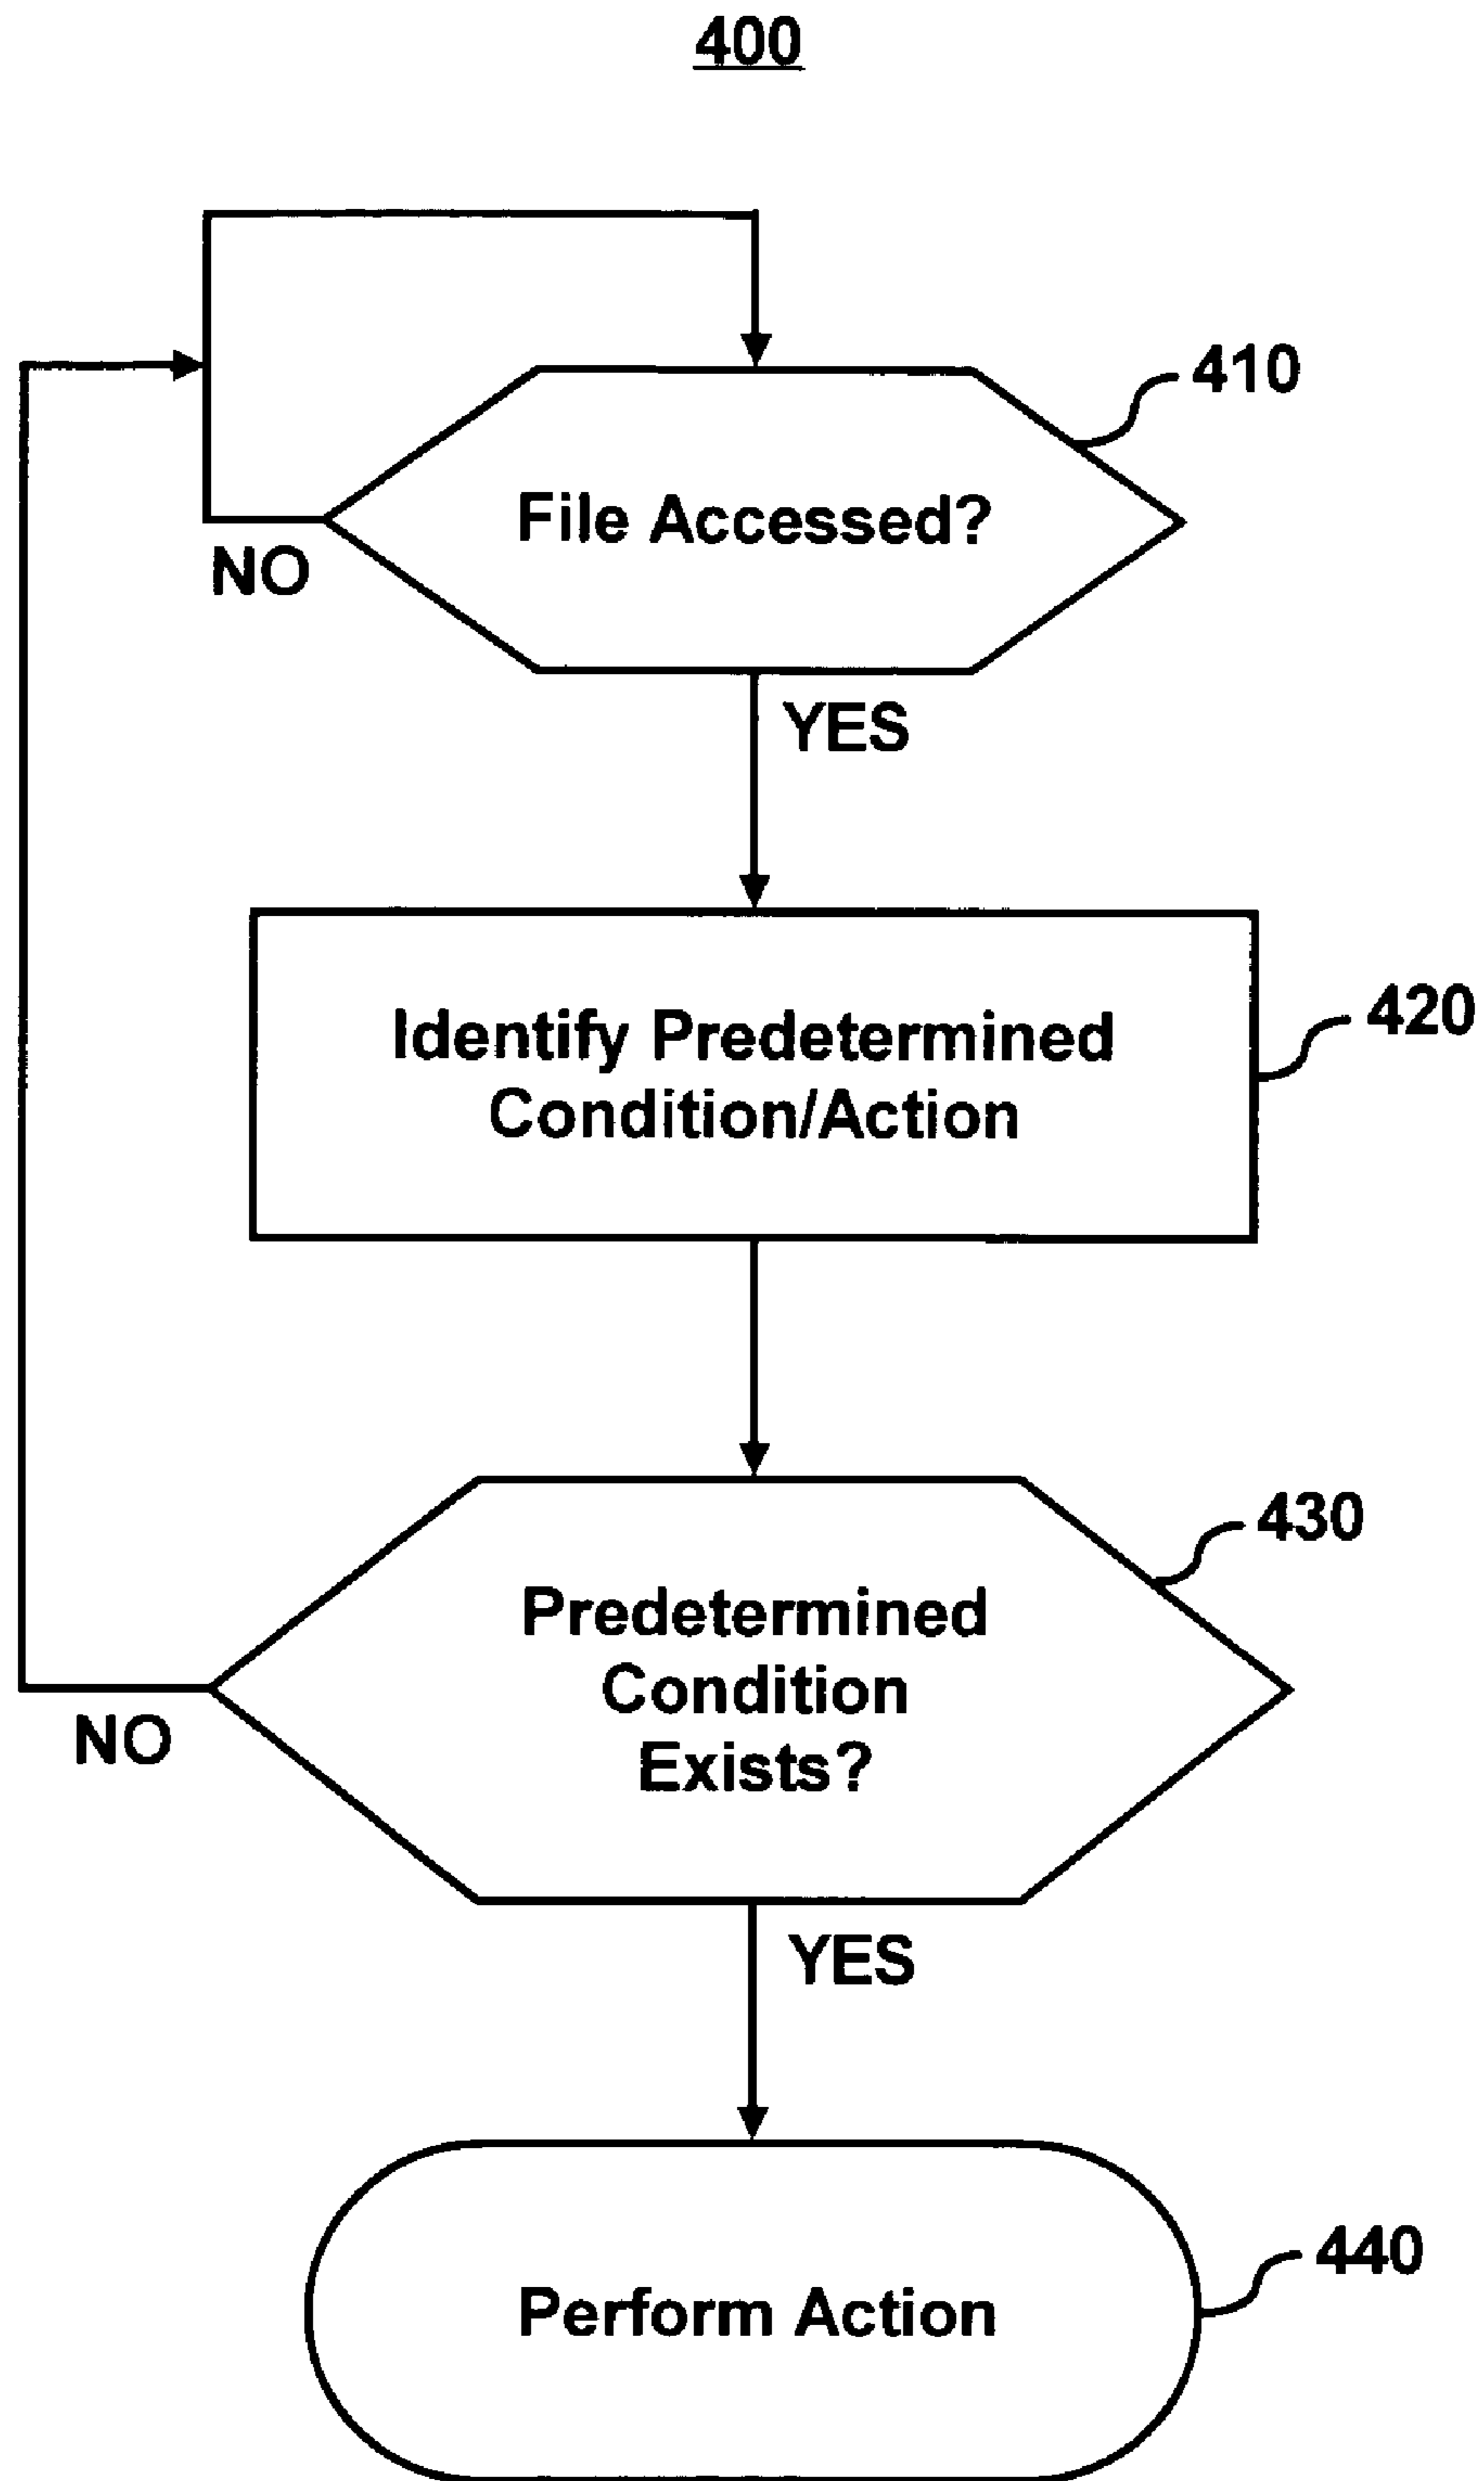 400
410
File Accessed?
NO
YES
420
Identify Predetermined
Condition/Action
430
Predetermined
Condition
Exists?
NO
YES
440
Perform Action